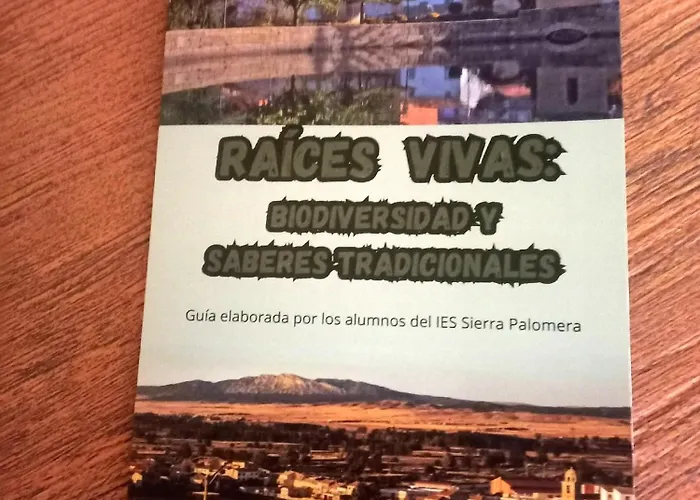 RAÍCES VIVAS:
BIODIVERSIDAD Y
SABERES TRADICIONALES
Guía elaborada por los alumnos del IES Sierra Palomera